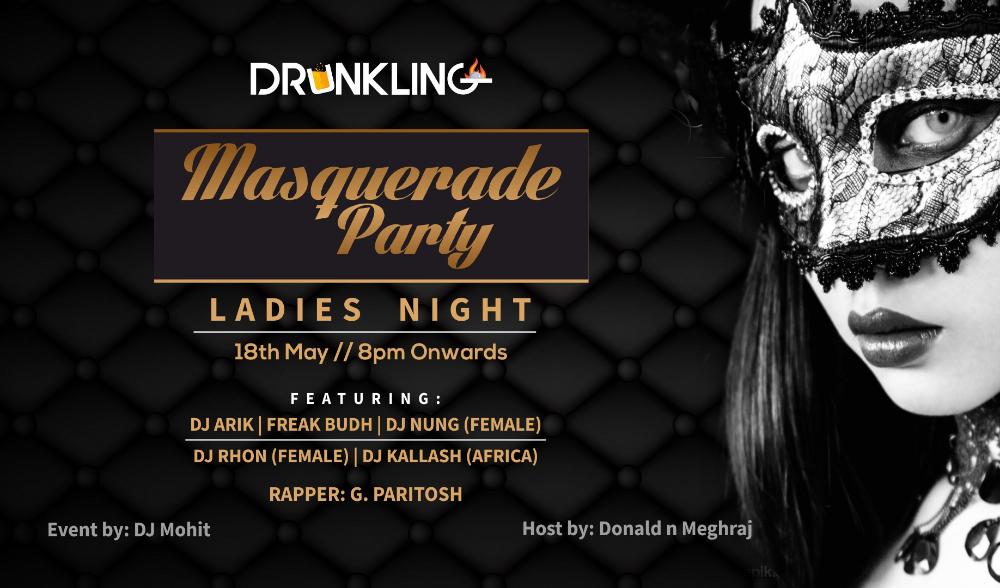 DRUNKLING
Masquerade
Party
LADIES NIGHT
18th May // 8pm Onwards
FEATURING:
DJ ARIK | FREAK BUDH | DJ NUNG (FEMALE)
DJ RHON (FEMALE) | DJ KALLASH (AFRICA)
RAPPER: G. PARITOSH
Event by: DJ Mohit
Host by: Donald n Meghraj